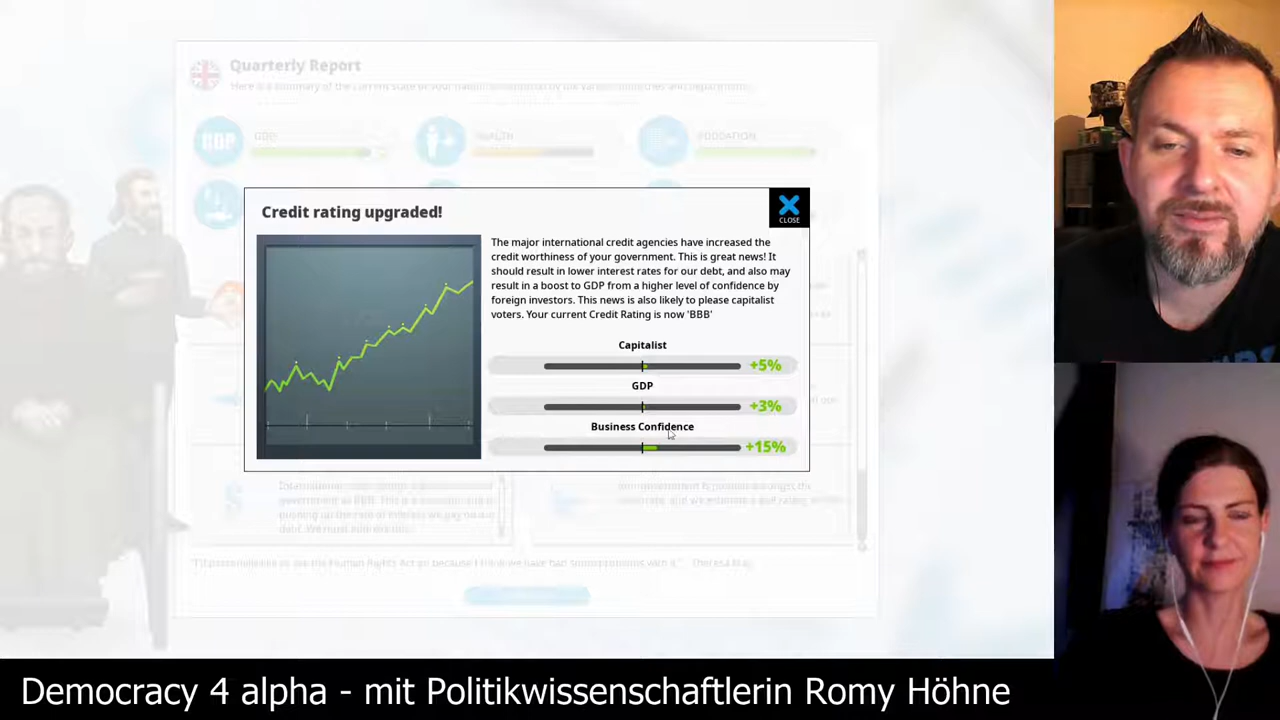 Quarterly Report
GDP
HEALTH
Credit rating upgraded!
CLOSE
The major international credit agencies have increased the
credit worthiness of your government. This is great news! It
should result in lower interest rates for our debt, and also may
result in a boost to GDP from a higher level of confidence by
foreign investors. This news is also likely to please capitalist
voters. Your current Credit Rating is now 'BBB'
Capitalist
+5%
GDP
+3%
Business Confidence
+15%
Democracy 4 alpha - mit Politikwissenschaftlerin Romy Höhne